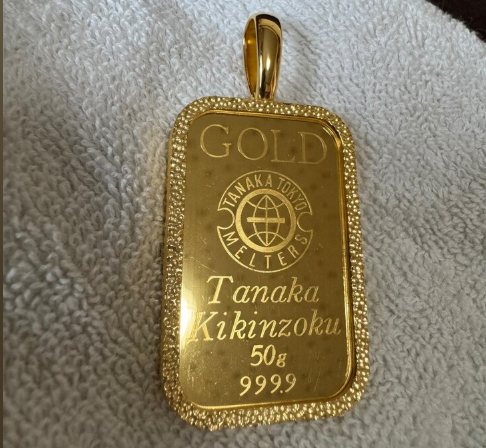 GOLD
TANAKA TOKYO
MELTERS
Tanaka
Kikinzoku
50g
999.9